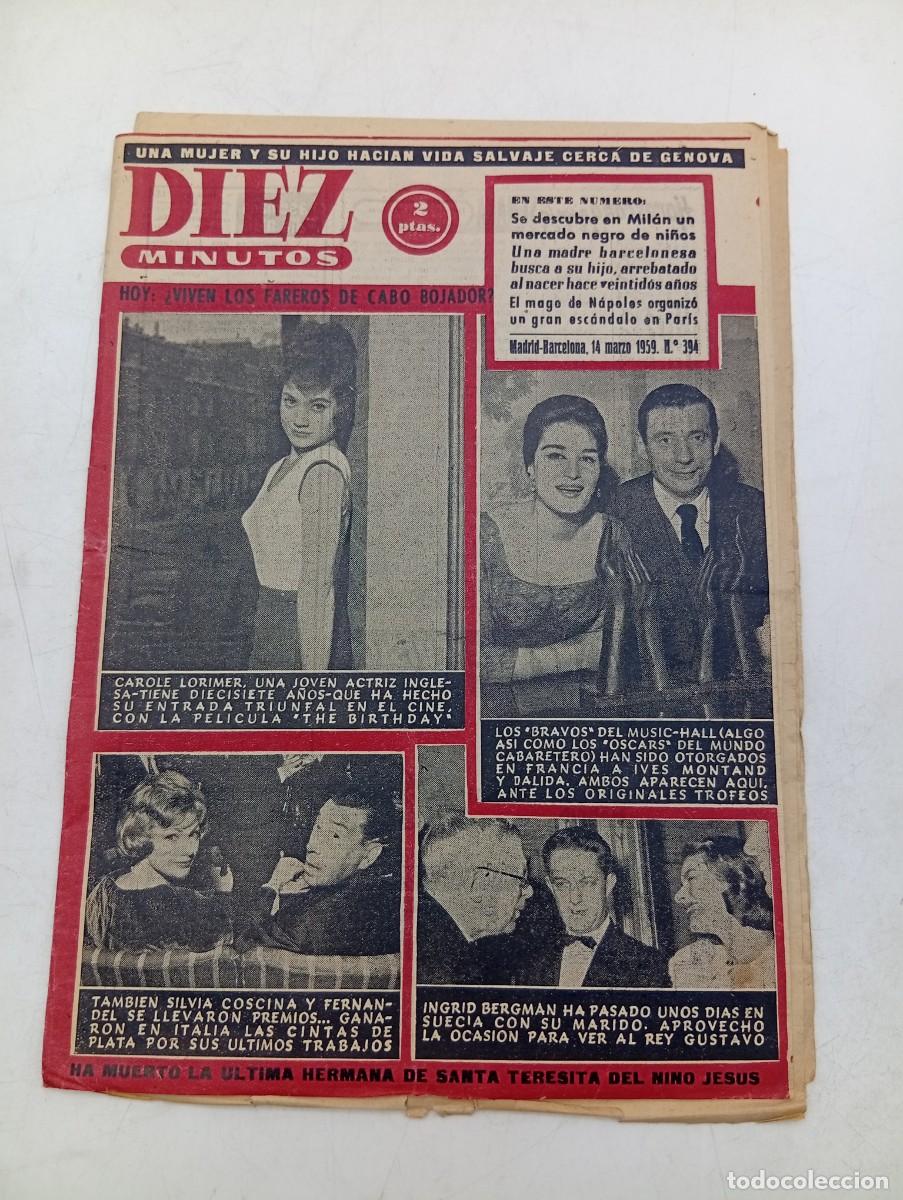 UNA MUJER Y SU HIJO HACIAN VIDA SALVAJE CERCA DE GENOVA
DIEZ
MINUTOS
2
ptas.
EN ESTE NUMERO:
Se descubre en Milán un
mercado negro de niños
Una madre barcelonesa
busca a su hijo, arrebatado
al nacer hace veintidós años
El mago de Nápoles organizó
un gran escándalo en París
Madrid-Barcelona, 14 marzo 1959. N.º 394
HOY: ¿VIVEN LOS FAREROS DE CABO BOJADOR?
CAROLE LORIMER, UNA JOVEN ACTRIZ INGLE-
SA-TIENE DIECISIETE AÑOS-QUE HA HECHO
SU ENTRADA TRIUNFAL EN EL CINE,
CON LA PELICULA "THE BIRTHDAY"
LOS "BRAVOS" DEL MUSIC-HALL (ALGO
ASI COMO LOS "OSCARS" DEL MUNDO
CABARETERO) HAN SIDO OTORGADOS
EN FRANCIA A IVES MONTAND
Y DALIDA. AMBOS APARECEN AQUI,
ANTE LOS ORIGINALES TROFEOS
TAMBIEN SILVIA COSCINA Y FERNAN-
DEL SE LLEVARON PREMIOS... GANA-
RON EN ITALIA LAS CINTAS DE
PLATA POR SUS ULTIMOS TRABAJOS
INGRID BERGMAN HA PASADO UNOS DIAS EN
SUECIA CON SU MARIDO. APROVECHO
LA OCASION PARA VER AL REY GUSTAVO
HA MUERTO LA ULTIMA HERMANA DE SANTA TERESITA DEL NINO JESUS
todocoleccion